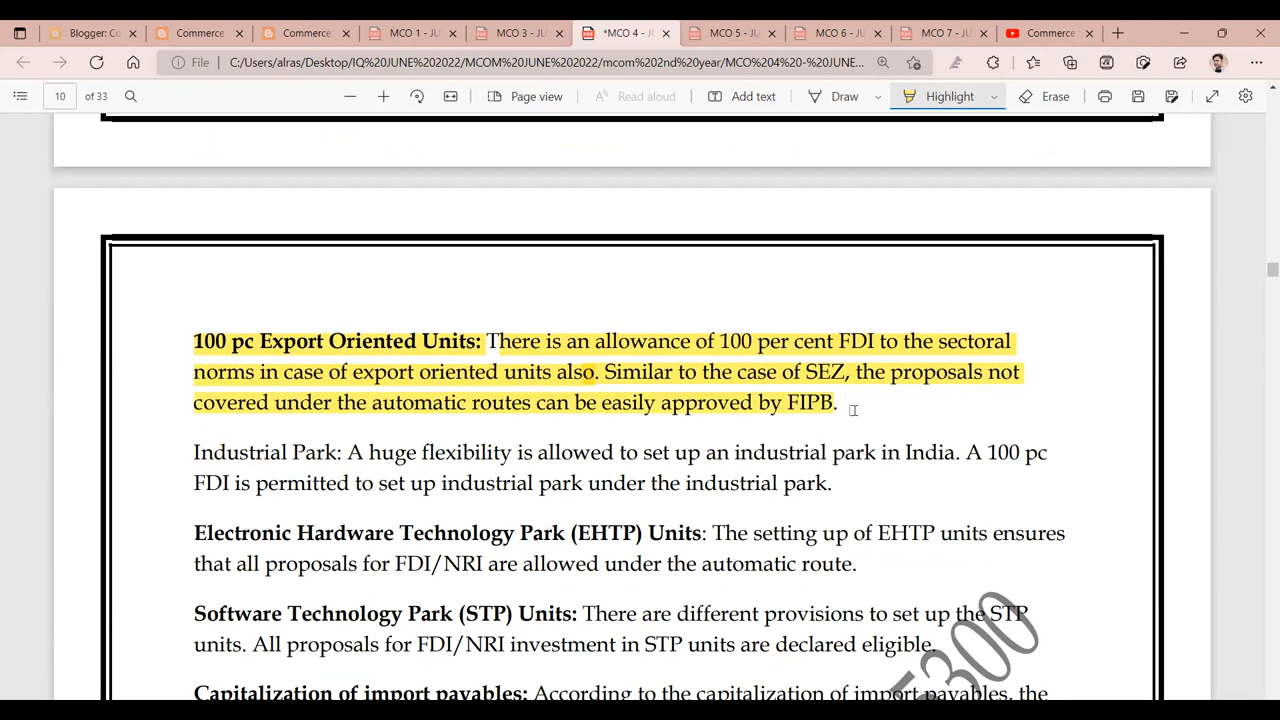 Blogger: Co
Commerce
Commerce
MCO 1 - JU
MCO 3 - JU
*MCO 4 - JU
MCO 5 - JU
MCO 6 - JU
MCO 7 - JU
Commerce
File
C:/Users/alras/Desktop/IQ%20JUNE%202022/MCOM%20JUNE%202022/mcom%202nd%20year/MCO%204%20-%20JUNE...
10 of 33
Page view
Read aloud
Add text
Draw
Highlight
Erase
100 pc Export Oriented Units: There is an allowance of 100 per cent FDI to the sectoral
norms in case of export oriented units also. Similar to the case of SEZ, the proposals not
covered under the automatic routes can be easily approved by FIPB.
Industrial Park: A huge flexibility is allowed to set up an industrial park in India. A 100 pc
FDI is permitted to set up industrial park under the industrial park.
Electronic Hardware Technology Park (EHTP) Units: The setting up of EHTP units ensures
that all proposals for FDI/NRI are allowed under the automatic route.
Software Technology Park (STP) Units: There are different provisions to set up the STP
units. All proposals for FDI/NRI investment in STP units are declared eligible.
5300
Capitalization of import payables: According to the capitalization of import payables, the